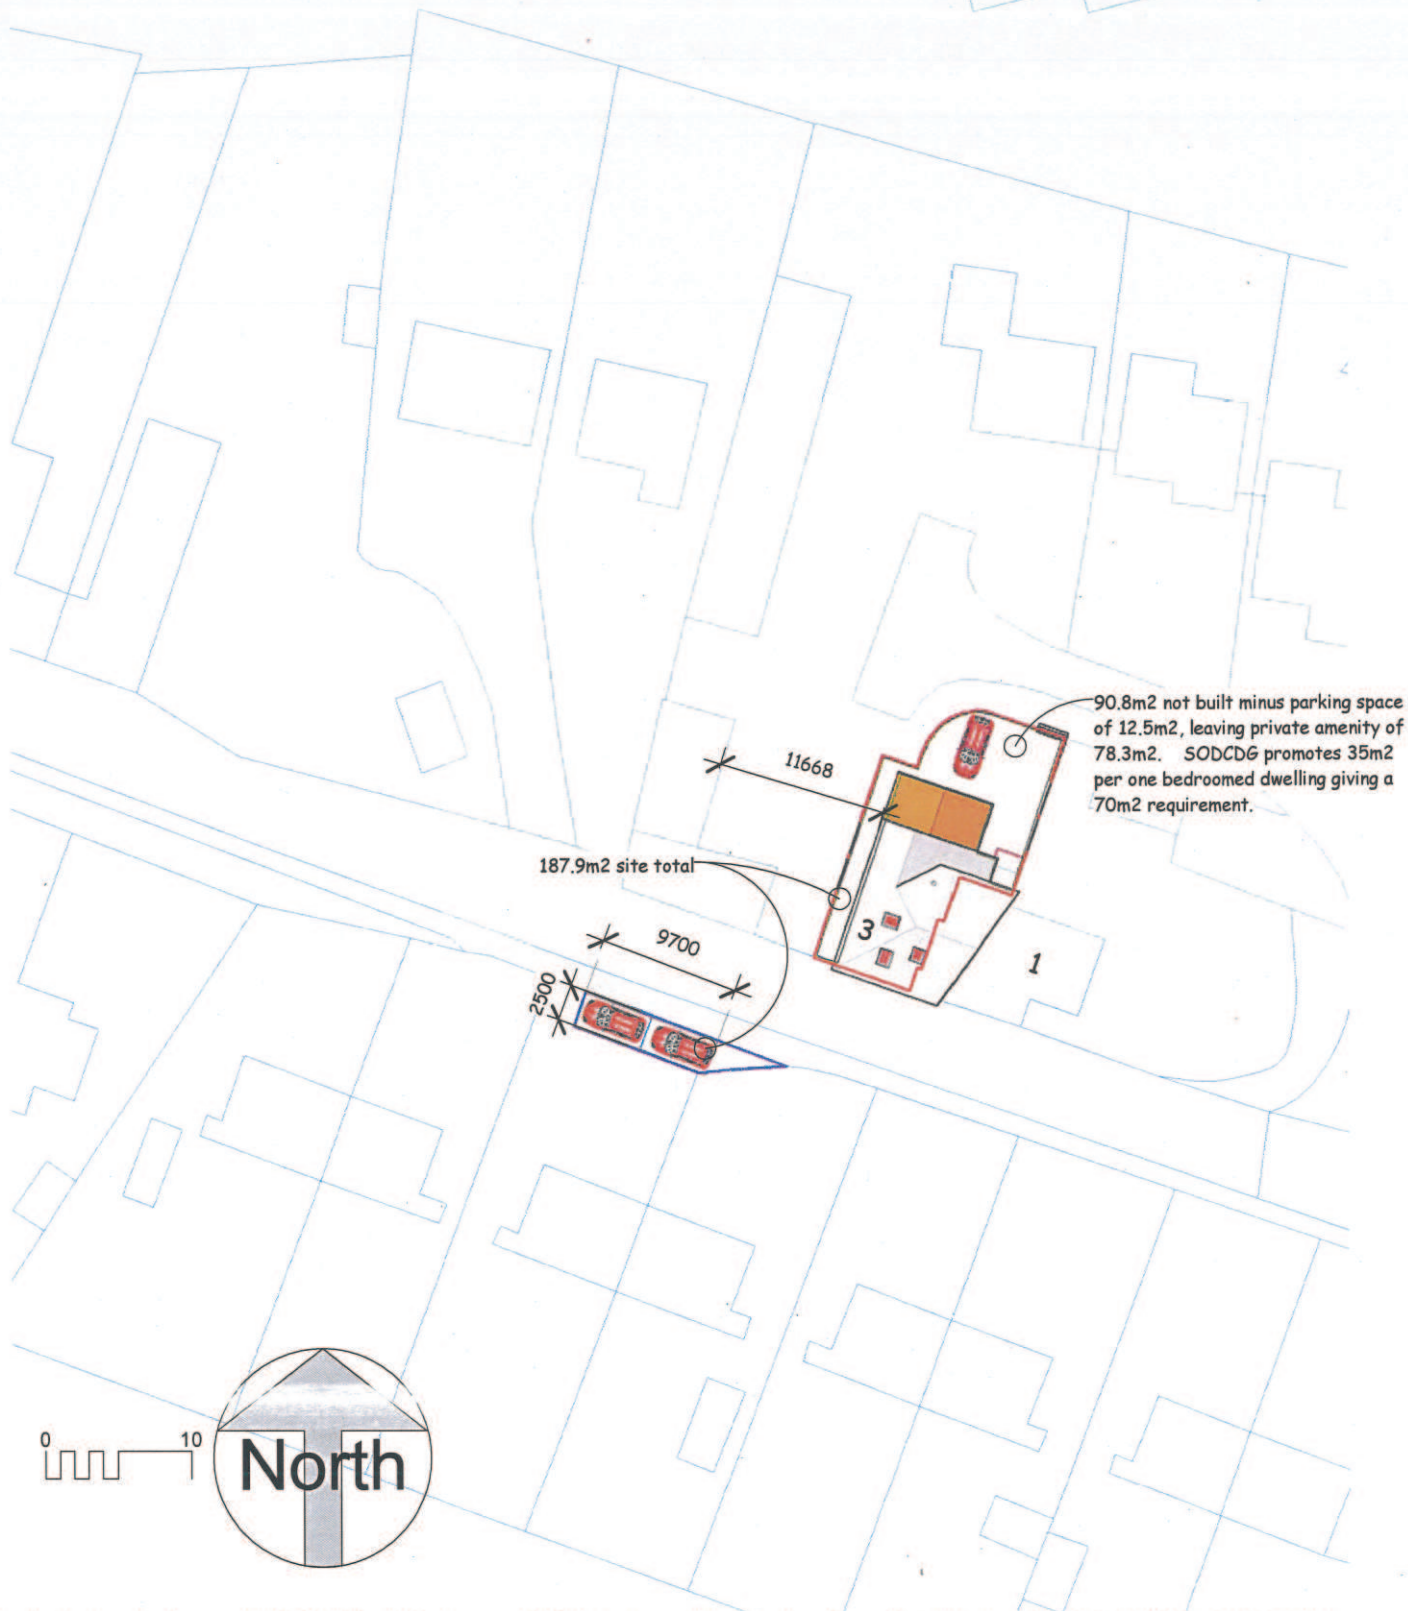 90.8m2 not built minus parking space
of 12.5m2, leaving private amenity of
78.3m2. SODCDG promotes 35m2
per one bedroomed dwelling giving a
70m2 requirement.
11668
187.9m2 site total
9700
2500
3
1
0 10
North